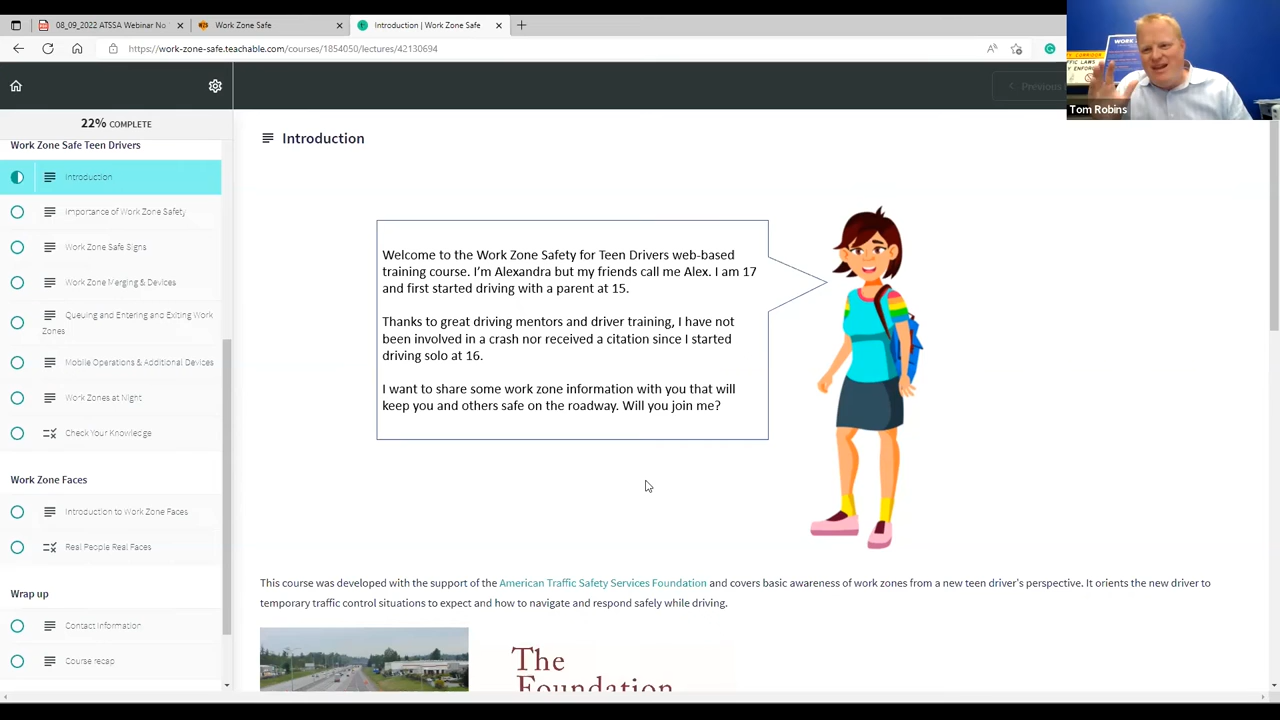 08_09_2022 ATSSA Webinar No
Work Zone Safe
Introduction | Work Zone Safe
https://work-zone-safe.teachable.com/courses/1854050/lectures/42130694
Previous
Tom Robins
22% COMPLETE
Work Zone Safe Teen Drivers
Introduction
Importance of Work Zone Safety
Work Zone Safe Signs
Work Zone Merging & Devices
Queuing and Entering and Exiting Work
Zones
Mobile Operations & Additional Devices
Work Zones at Night
Check Your Knowledge
Work Zone Faces
Introduction to Work Zone Faces
Real People Real Faces
Wrap up
Contact Information
Course recap
Introduction
Welcome to the Work Zone Safety for Teen Drivers web-based
training course. I'm Alexandra but my friends call me Alex. I am 17
and first started driving with a parent at 15.
Thanks to great driving mentors and driver training, I have not
been involved in a crash nor received a citation since I started
driving solo at 16.
I want to share some work zone information with you that will
keep you and others safe on the roadway. Will you join me?
This course was developed with the support of the American Traffic Safety Services Foundation and covers basic awareness of work zones from a new teen driver's perspective. It orients the new driver to
temporary traffic control situations to expect and how to navigate and respond safely while driving.
The
Foundation